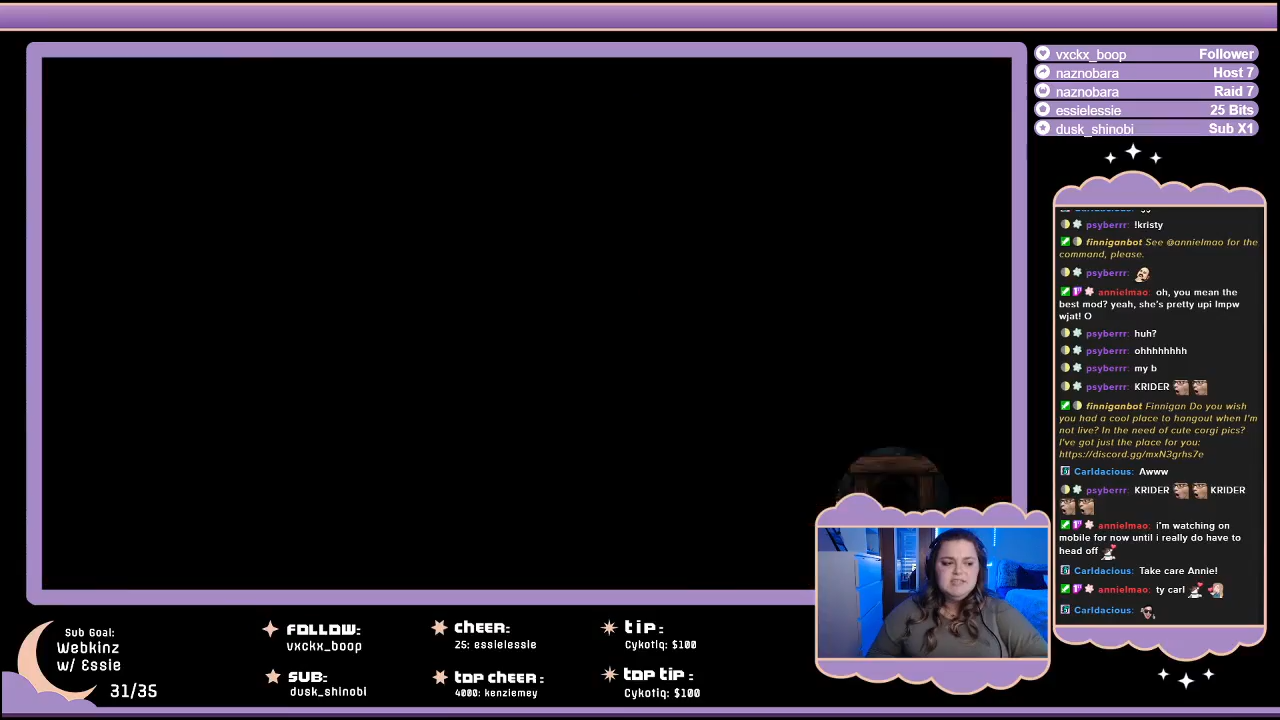 vxckx_boop Follower
naznobara Host 7
naznobara Raid 7
essielessie 25 Bits
dusk_shinobi Sub X1
psyberrr: !kristy
finniganbot See @annielmao for the
command, please.
psyberrr:
annielmao: oh, you mean the
best mod? yeah, she's pretty upi lmpw
wjat! O
psyberrr: huh?
psyberrr: ohhhhhhhh
psyberrr: my b
psyberrr: KRIDER
finniganbot Finnigan Do you wish
you had a cool place to hangout when I'm
not live? In the need of cute corgi pics?
I've got just the place for you:
https://discord.gg/mxN3grhs7e
Carldacious: Awww
psyberrr: KRIDER KRIDER
annielmao: i'm watching on
mobile for now until i really do have to
head off
Carldacious: Take care Annie!
annielmao: ty carl
Carldacious:
Sub Goal:
Webkinz
w/ Essie
31/35
FOLLOW:
vxckx_boop
SUB:
dusk_shinobi
CHEER:
25: essielessie
TOP CHEER:
4000: kenziemey
TIP:
Cykotiq: $100
TOP TIP:
Cykotiq: $100